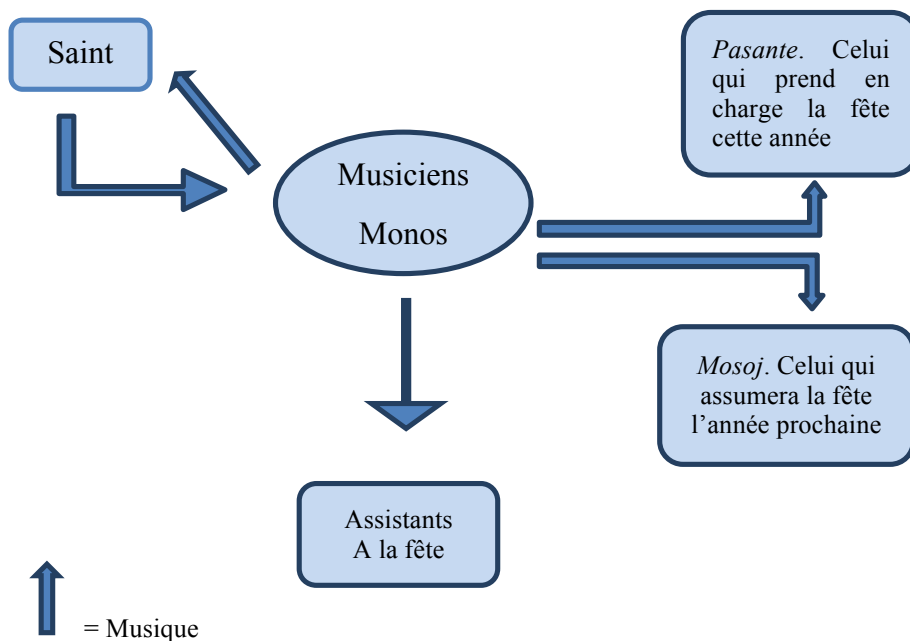 Saint
Pasante. Celui
qui prend en
charge la fête
cette année
Musiciens
Monos
Mosoj. Celui qui
assumera la fête
l’année prochaine
Assistants
A la fête
= Musique